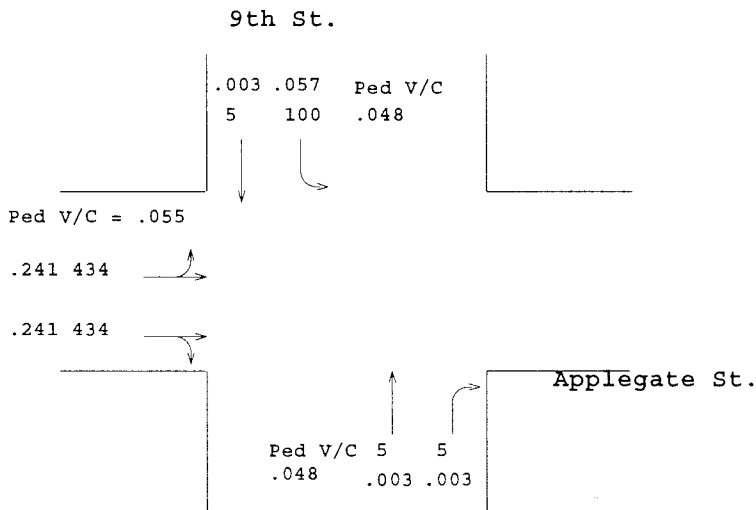 9th St.
.003 .057 Ped V/C
5 100 .048
Ped V/C = .055
.241 434
.241 434
Applegate St.
Ped V/C 5 5
.048 .003 .003